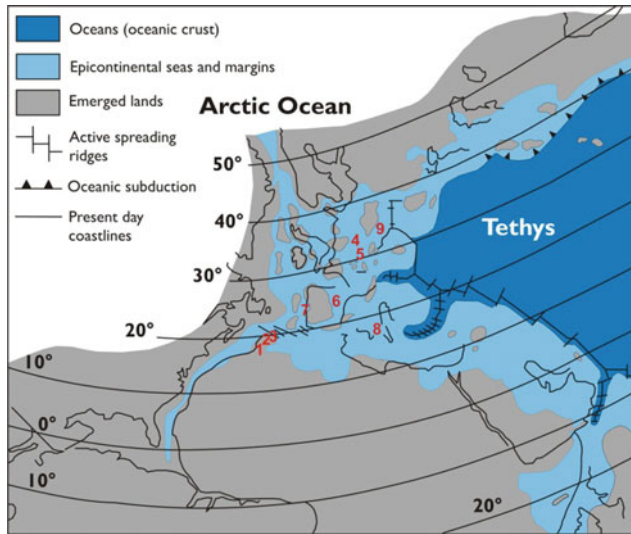 Oceans (oceanic crust)
Epicontinental seas and margins
Emerged lands
Active spreading
ridges
Oceanic subduction
Present day
coastlines
Arctic Ocean
50°
40°
30°
20°
10°
0°
10°
20°
Tethys
9
4
5
6
7
8
3
2
1